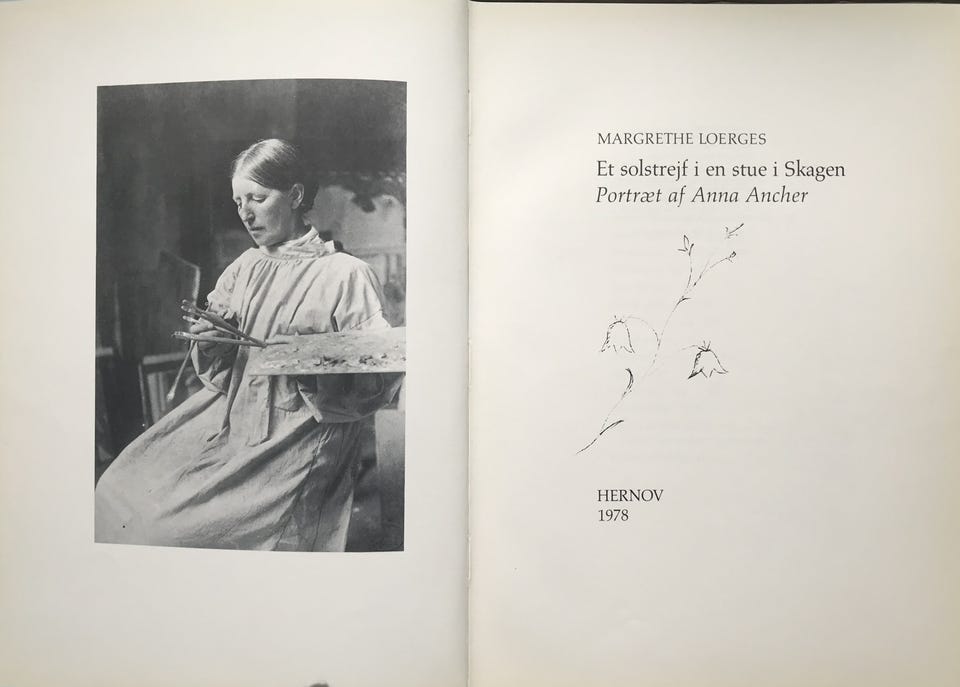 MARGRETHE LOERGES
Et solstrejf i en stue i Skagen
Portræt af Anna Ancher
HERNOV
1978